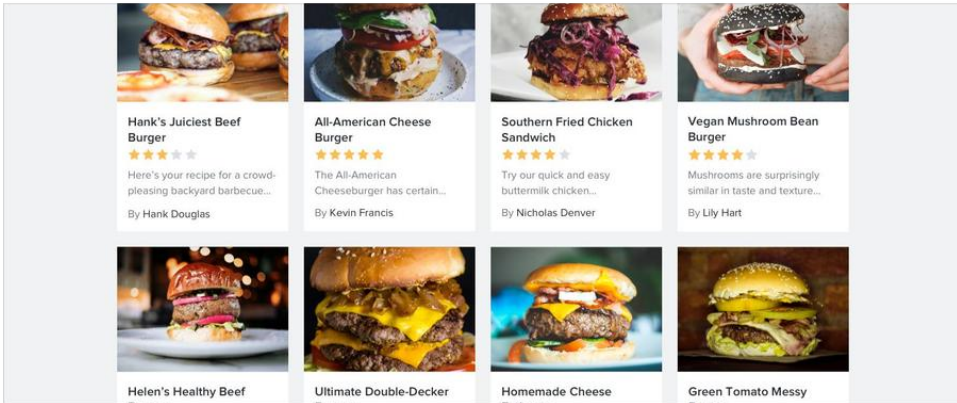 Hank's Juiciest Beef
Burger
Here's your recipe for a crowd-
pleasing backyard barbecue...
By Hank Douglas
All-American Cheese
Burger
The All-American
Cheeseburger has certain...
By Kevin Francis
Southern Fried Chicken
Sandwich
Try our quick and easy
buttermilk chicken...
By Nicholas Denver
Vegan Mushroom Bean
Burger
Mushrooms are surprisingly
similar in taste and texture...
By Lily Hart
Helen's Healthy Beef
Ultimate Double-Decker
Homemade Cheese
Green Tomato Messy